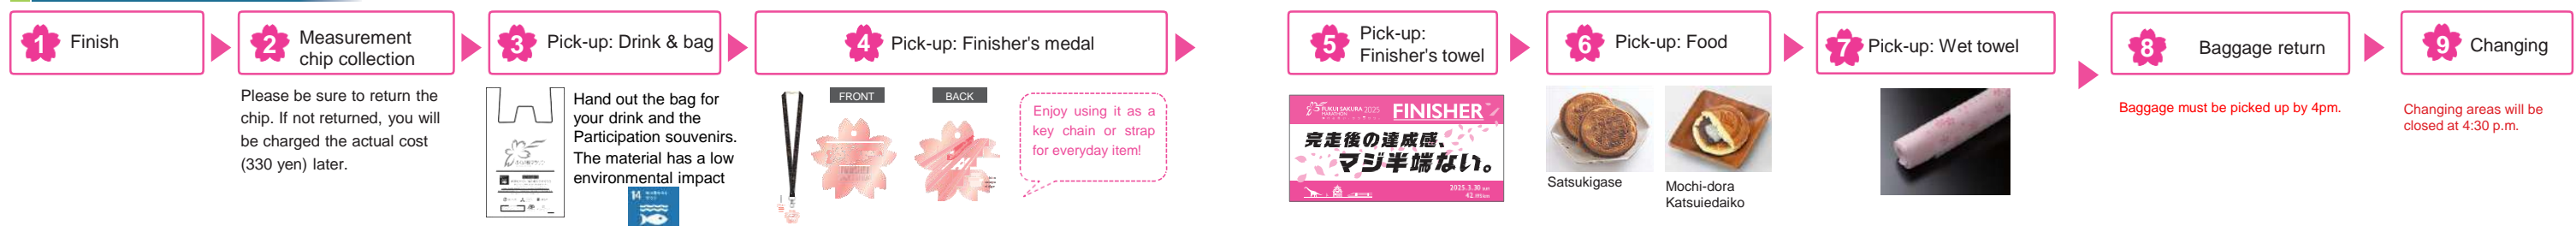 1 Finish
2 Measurement
chip collection
Please be sure to return the
chip. If not returned, you will
be charged the actual cost
(330 yen) later.
3 Pick-up: Drink & bag
Hand out the bag for
your drink and the
Participation souvenirs.
The material has a low
environmental impact
14
4 Pick-up: Finisher's medal
FRONT
BACK
Enjoy using it as a
key chain or strap
for everyday item!
5 Pick-up:
Finisher's towel
FUKUI SAKURA 2025
MARATHON
FINISHER
完走後の達成感、
マジ半端ない。
2025.3.30
6 Pick-up: Food
Satsukigase
Mochi-dora
Katsuiedaiko
7 Pick-up: Wet towel
8 Baggage return
Baggage must be picked up by 4pm.
9 Changing
Changing areas will be
closed at 4:30 p.m.